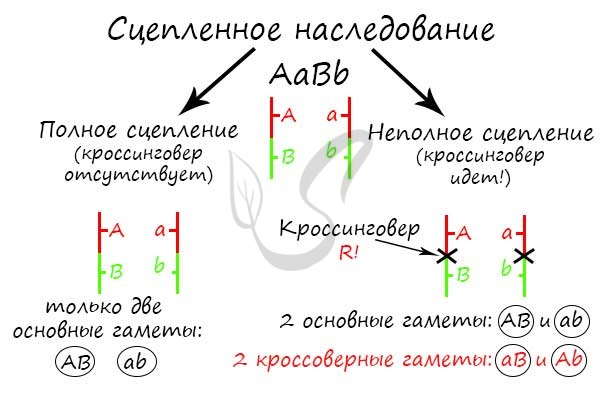 Сцепленное наследование
AaBb
A a
B b
Полное сцепление
(кроссинговер
отсутствует)
A a
B b
только две
основные гаметы:
AB ab
Неполное сцепление
(кроссинговер
идет!)
Кроссинговер
R!
A a
B b
2 основные гаметы: AB и ab
2 кроссоверные гаметы: aB и Ab